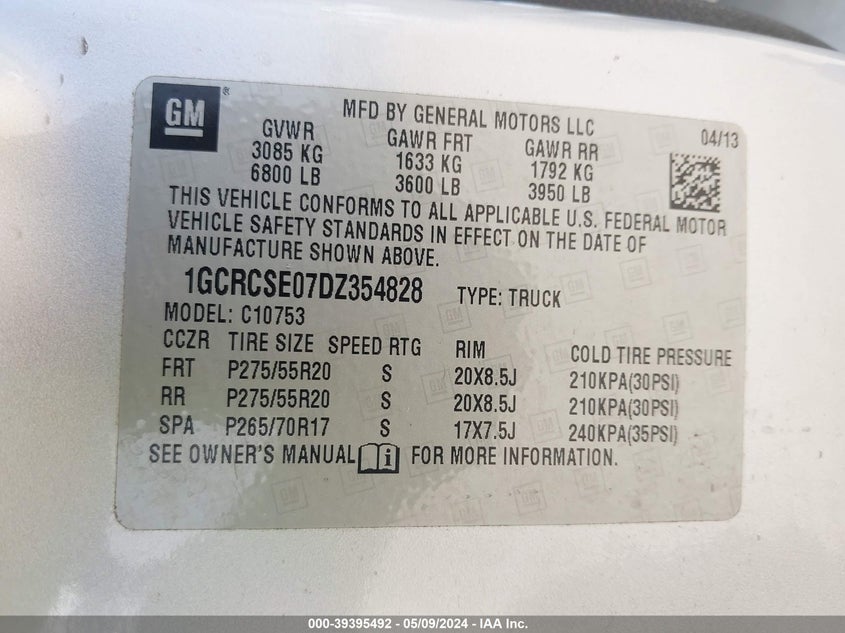 GM®
MFD BY GENERAL MOTORS LLC 04/13
GVWR GAWR FRT GAWR RR
3085 KG 1633 KG 1792 KG
6800 LB 3600 LB 3950 LB
THIS VEHICLE CONFORMS TO ALL APPLICABLE U.S. FEDERAL MOTOR
VEHICLE SAFETY STANDARDS IN EFFECT ON THE DATE OF
MANUFACTURE SHOWN ABOVE.
1GCRCSE07DZ354828 TYPE: TRUCK
MODEL: C10753
CCZR TIRE SIZE SPEED RTG RIM COLD TIRE PRESSURE
FRT P275/55R20 S 20X8.5J 210KPA(30PSI)
RR P275/55R20 S 20X8.5J 210KPA(30PSI)
SPA P265/70R17 S 17X7.5J 240KPA(35PSI)
SEE OWNER'S MANUAL i FOR MORE INFORMATION.
000-39395492 - 05/09/2024 - IAA Inc.